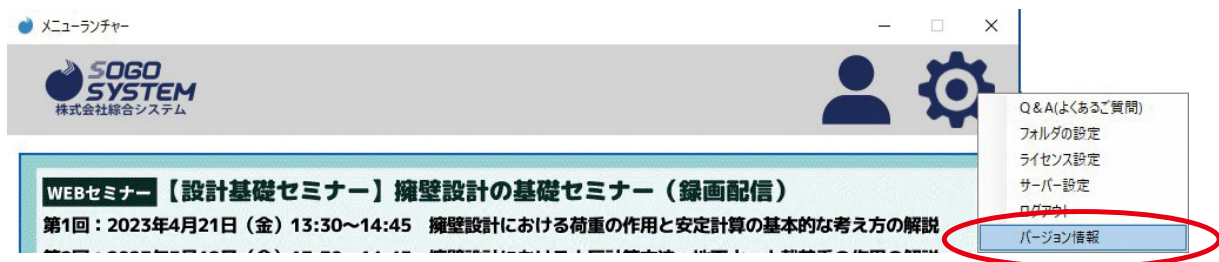 メニューランチャー
SOGO
SYSTEM
株式会社綜合システム
Q&A(よくあるご質問)
フォルダの設定
ライセンス設定
サーバー設定
ログアウト
バージョン情報
WEBセミナー 【設計基礎セミナー】擁壁設計の基礎セミナー（録画配信）
第1回：2023年4月21日（金）13:30～14:45 擁壁設計における荷重の作用と安定計算の基本的な考え方の解説